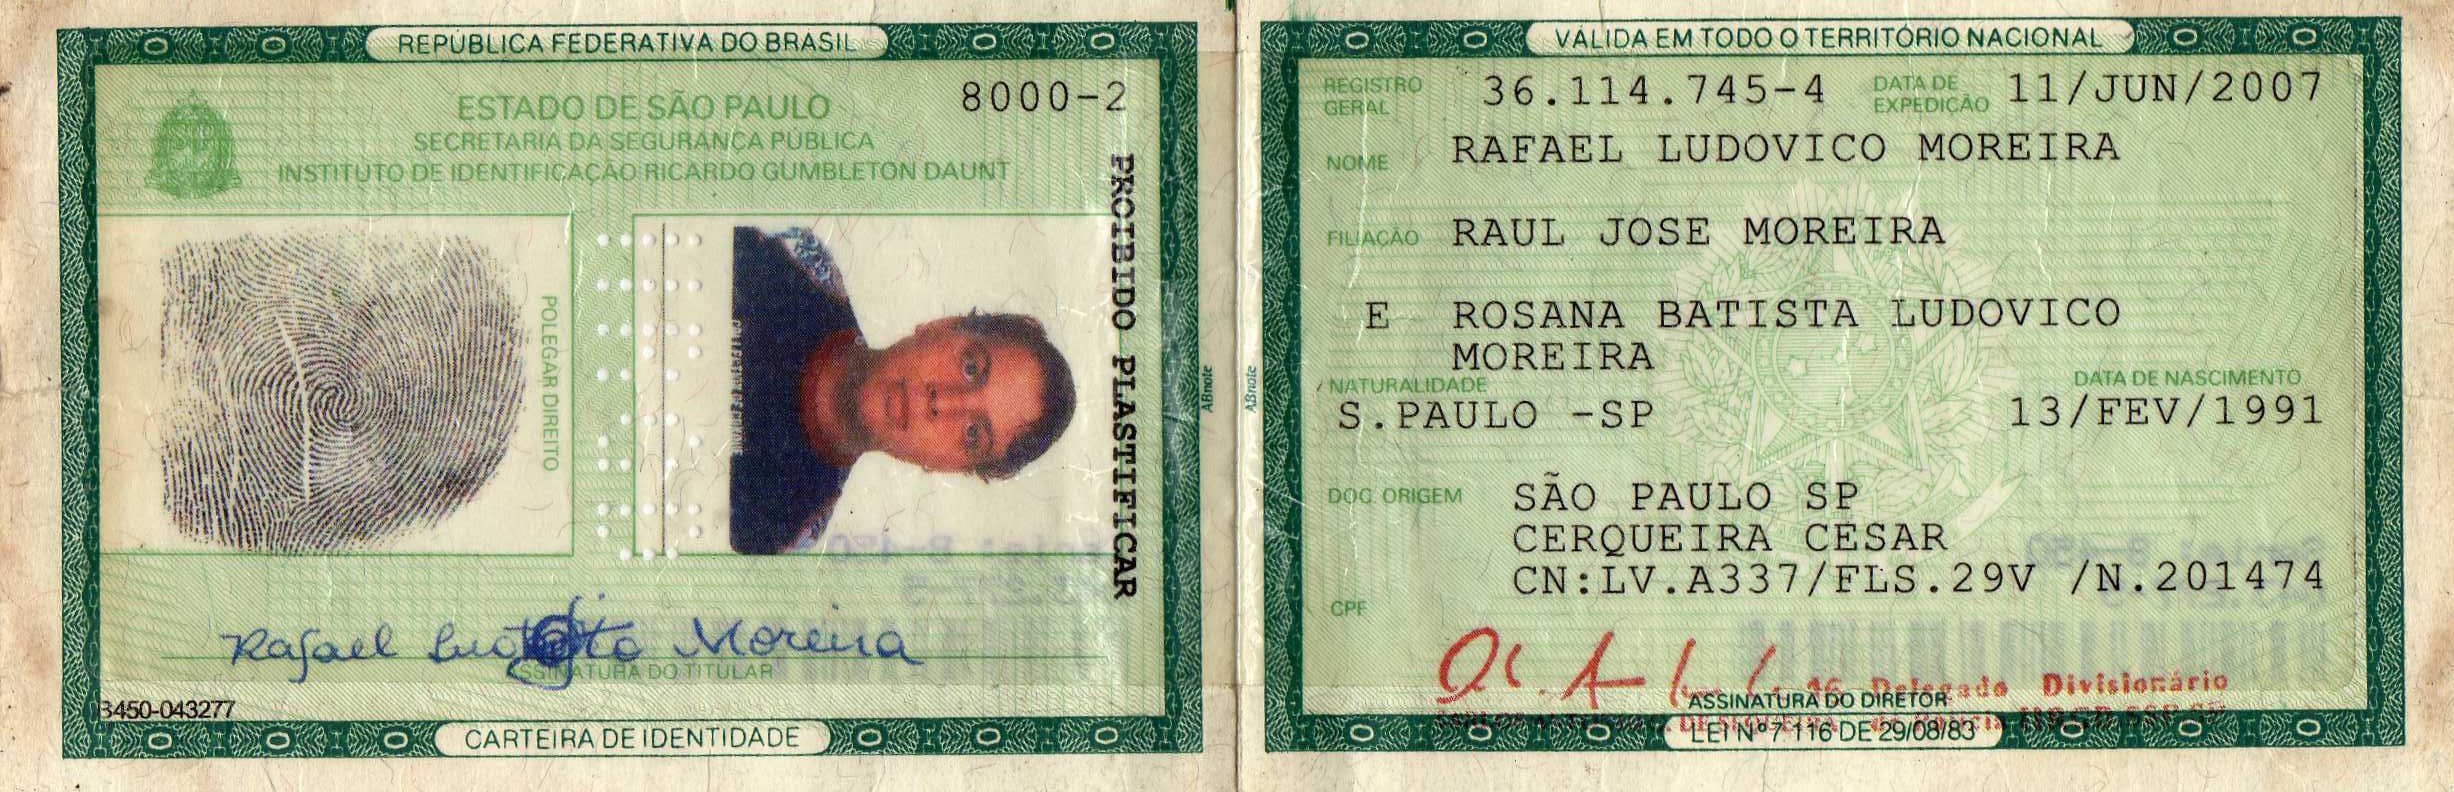 REPÚBLICA FEDERATIVA DO BRASIL
8000-2
ESTADO DE SÃO PAULO
SECRETARIA DA SEGURANÇA PÚBLICA
INSTITUTO DE IDENTIFICAÇÃO RICARDO GUMBLETON DAUNT
POLEGAR DIREITO
PROIBIDO PLASTIFICAR
Rafael Moreira
ASSINATURA DO TITULAR
3450-043277
CARTEIRA DE IDENTIDADE
ABnote
ABnote
VÁLIDA EM TODO O TERRITÓRIO NACIONAL
REGISTRO GERAL 36.114.745-4 DATA DE EXPEDIÇÃO 11/JUN/2007
NOME RAFAEL LUDOVICO MOREIRA
FILIAÇÃO RAUL JOSE MOREIRA
E ROSANA BATISTA LUDOVICO
MOREIRA
NATURALIDADE DATA DE NASCIMENTO
S.PAULO -SP 13/FEV/1991
DOC ORIGEM SÃO PAULO SP
CERQUEIRA CESAR
CN:LV.A337/FLS.29V /N.201474
CPF
Delegado Divisionário
ASSINATURA DO DIRETOR
LEI Nº 7.116 DE 29/08/83